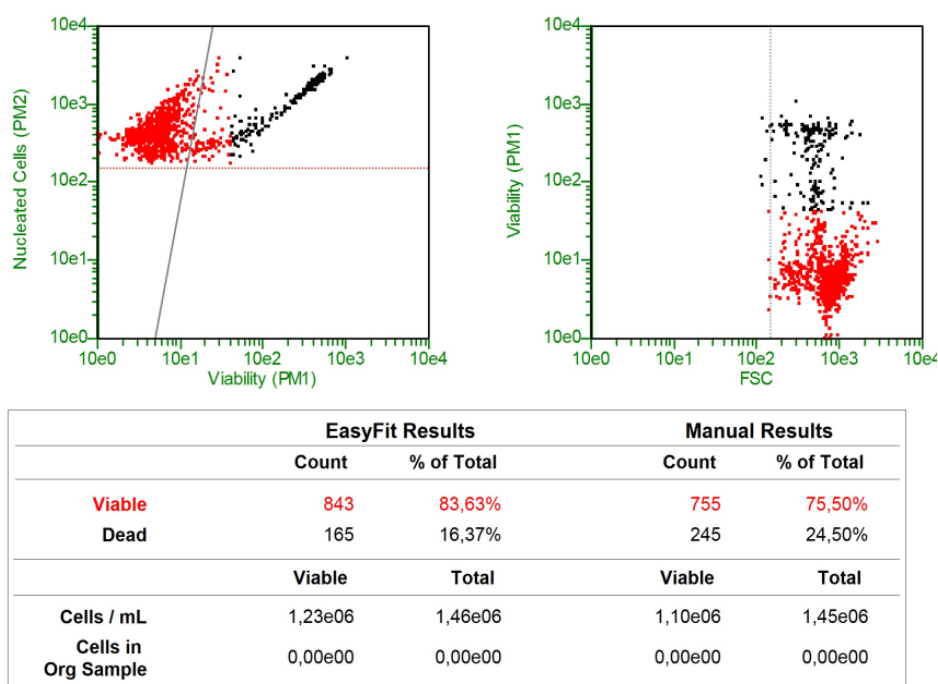 10e4
10e3
10e2
10e1
10e0
Nucleated Cells (PM2)
10e0 10e1 10e2 10e3 10e4
Viability (PM1)
10e4
10e3
10e2
10e1
10e0
Viability (PM1)
10e0 10e1 10e2 10e3 10e4
FSC
EasyFit Results Manual Results
Count % of Total Count % of Total
Viable 843 83,63% 755 75,50%
Dead 165 16,37% 245 24,50%
Viable Total Viable Total
Cells / mL 1,23e06 1,46e06 1,10e06 1,45e06
Cells in
Org Sample 0,00e00 0,00e00 0,00e00 0,00e00